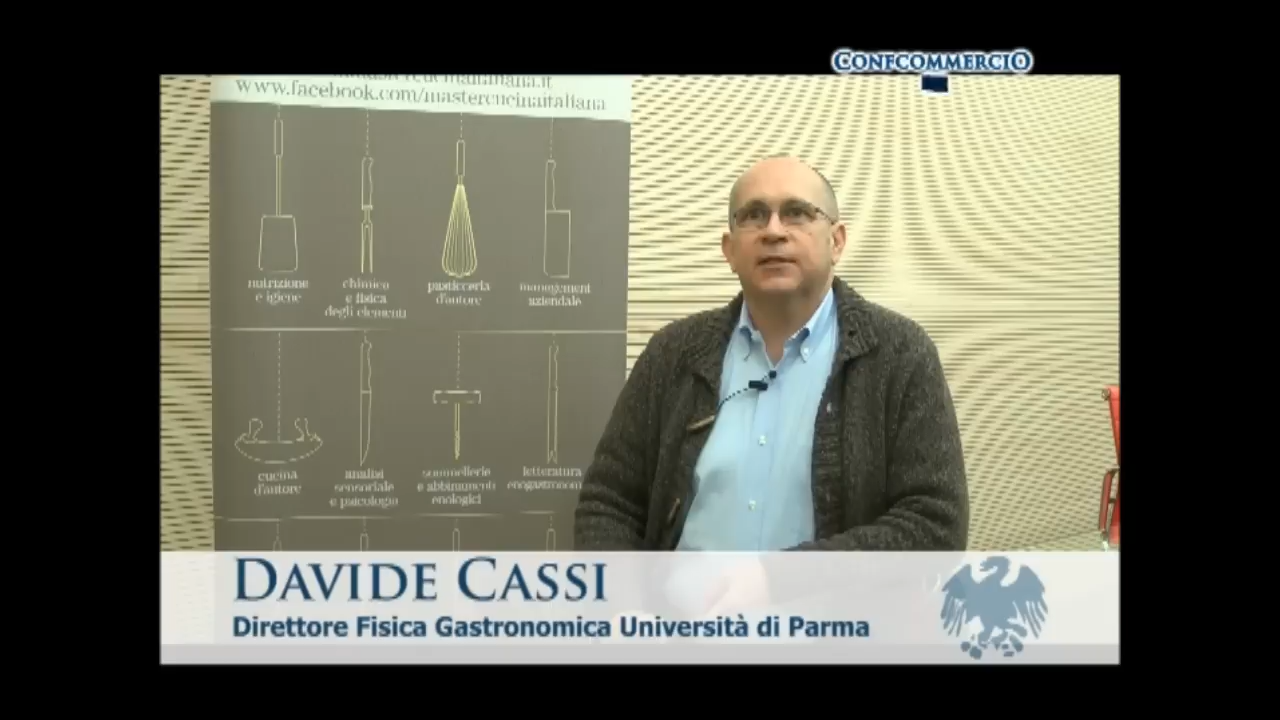 CONFCOMMERCIO
www.facebook.com/mastercucinaitaliana
nutrizione
e igiene
chimica
e fisica
degli elementi
pasticceria
d'autore
management
aziendale
cucina
d'autore
analisi
sensoriale
e psicologia
sommellerie
e abbinamenti
enologici
letteratura
DAVIDE CASSI
Direttore Fisica Gastronomica Università di Parma